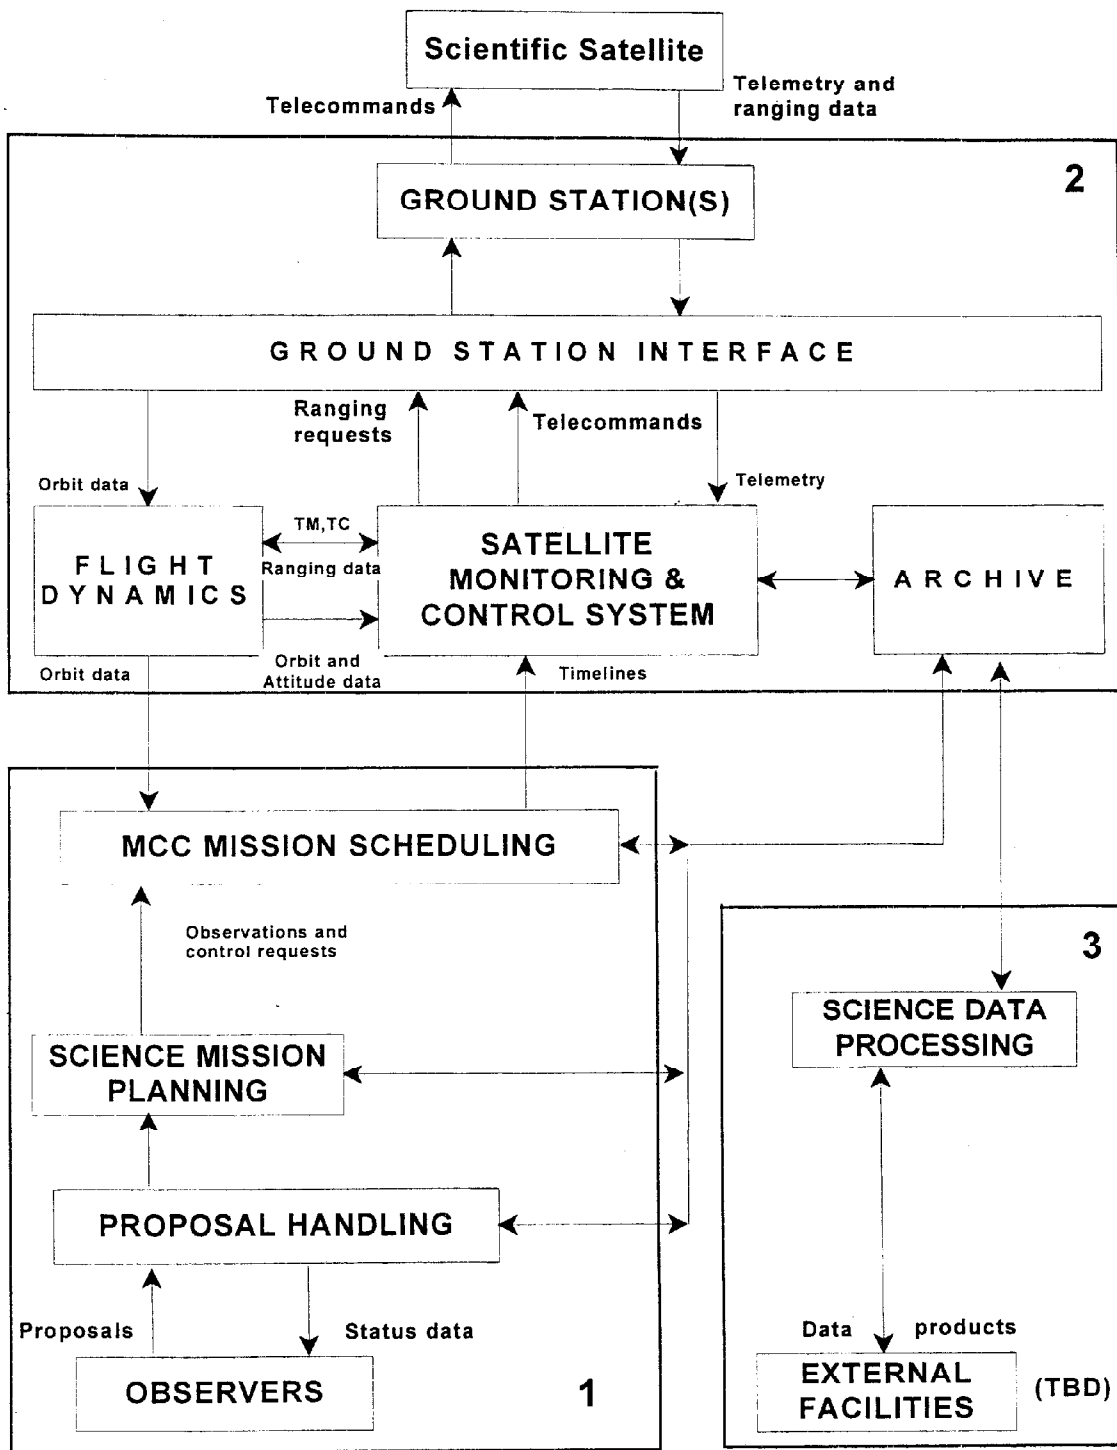 Scientific Satellite
Telecommands
Telemetry and
ranging data
2
GROUND STATION(S)
GROUND STATION INTERFACE
Ranging
requests
Telecommands
Orbit data
Telemetry
FLIGHT
DYNAMICS
TM,TC
Ranging data
SATELLITE
MONITORING &
CONTROL SYSTEM
ARCHIVE
Orbit data
Orbit and
Attitude data
Timelines
MCC MISSION SCHEDULING
Observations and
control requests
3
SCIENCE DATA
PROCESSING
SCIENCE MISSION
PLANNING
PROPOSAL HANDLING
Proposals
Status data
Data products
OBSERVERS
1
EXTERNAL
FACILITIES
(TBD)